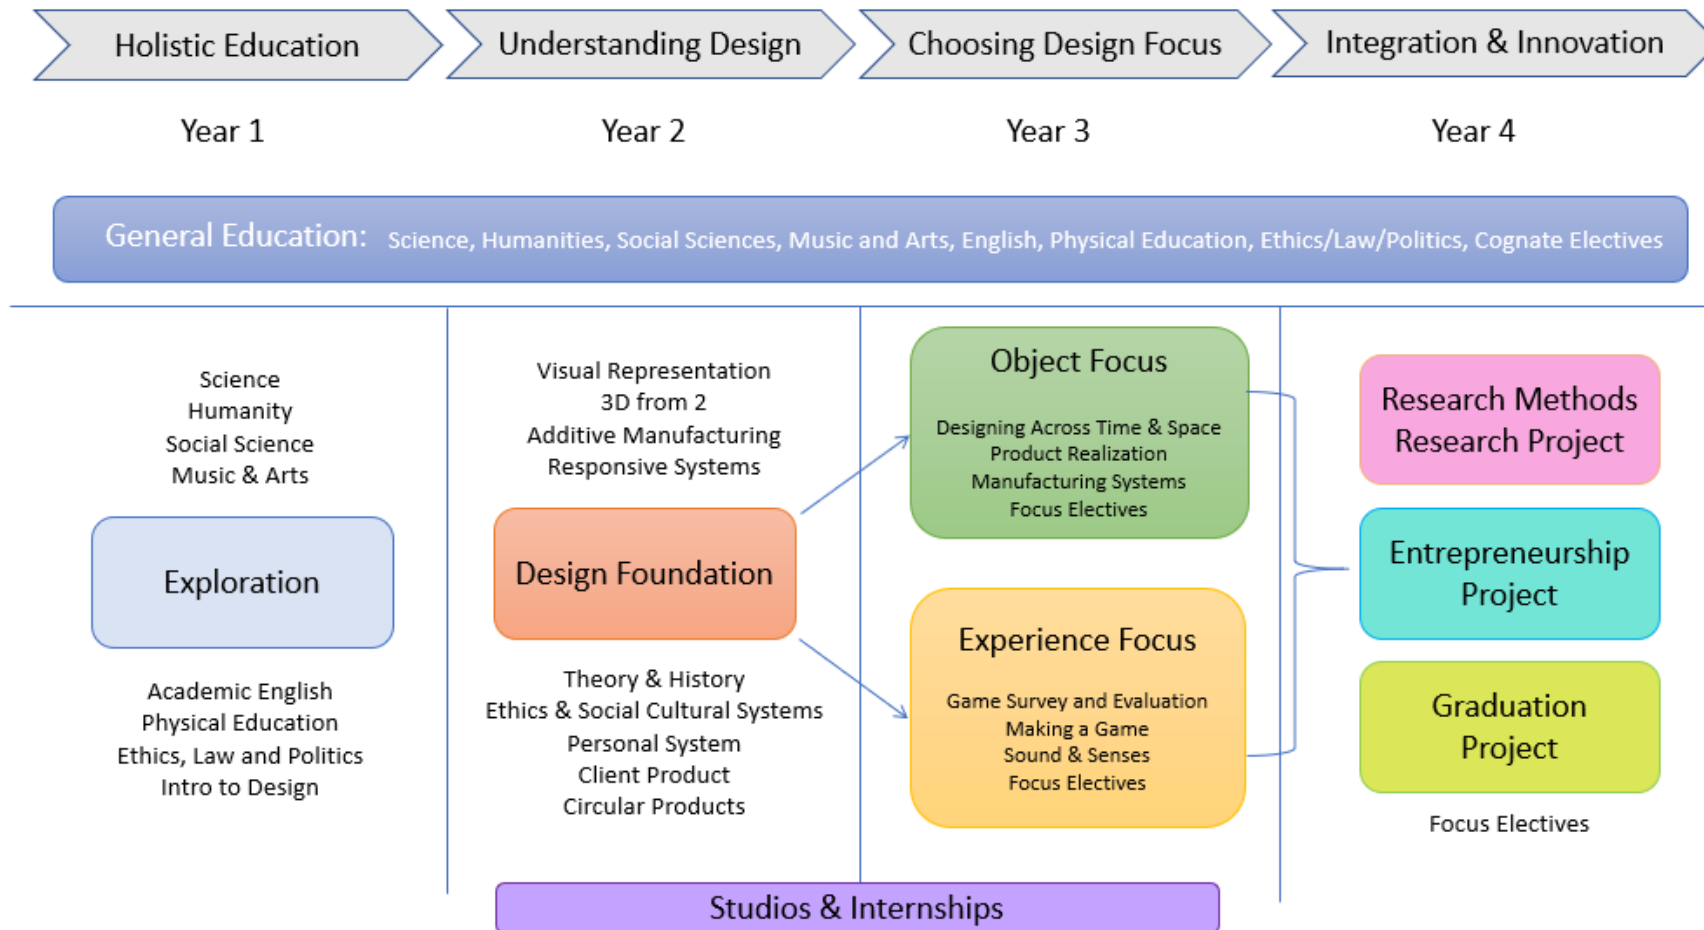 Holistic Education
Understanding Design
Choosing Design Focus
Integration & Innovation
Year 1
Year 2
Year 3
Year 4
General Education: Science, Humanities, Social Sciences, Music and Arts, English, Physical Education, Ethics/Law/Politics, Cognate Electives
Science
Humanity
Social Science
Music & Arts
Exploration
Academic English
Physical Education
Ethics, Law and Politics
Intro to Design
Visual Representation
3D from 2
Additive Manufacturing
Responsive Systems
Design Foundation
Theory & History
Ethics & Social Cultural Systems
Personal System
Client Product
Circular Products
Object Focus
Designing Across Time & Space
Product Realization
Manufacturing Systems
Focus Electives
Experience Focus
Game Survey and Evaluation
Making a Game
Sound & Senses
Focus Electives
Research Methods
Research Project
Entrepreneurship
Project
Graduation
Project
Focus Electives
Studios & Internships